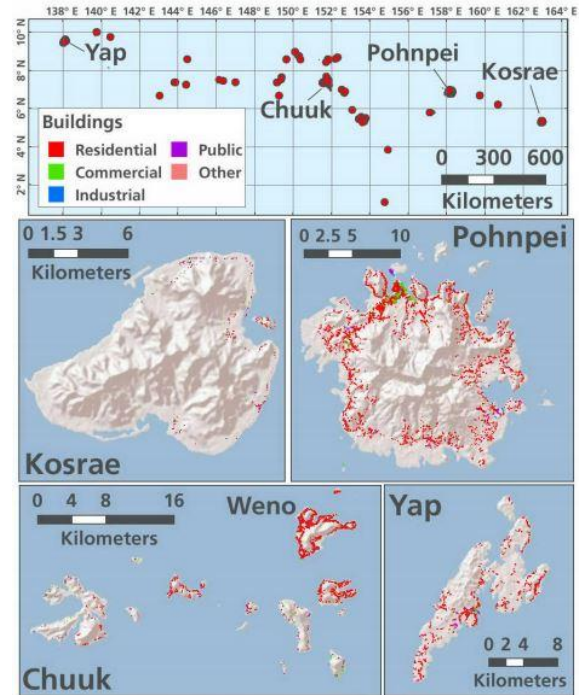 138° E 140° E 142° E 144° E 146° E 148° E 150° E 152° E 154° E 156° E 158° E 160° E 162° E 163° E
10° N
8° N
6° N
4° N
2° N
Yap
Pohnpei
Kosrae
Chuuk
Buildings
Residential
Public
Commercial
Other
Industrial
0 300 600
Kilometers
0 1.5 3 6
Kilometers
Kosrae
0 2.5 5 10
Kilometers
Pohnpei
0 4 8 16
Kilometers
Weno
Chuuk
Yap
0 2 4 8
Kilometers